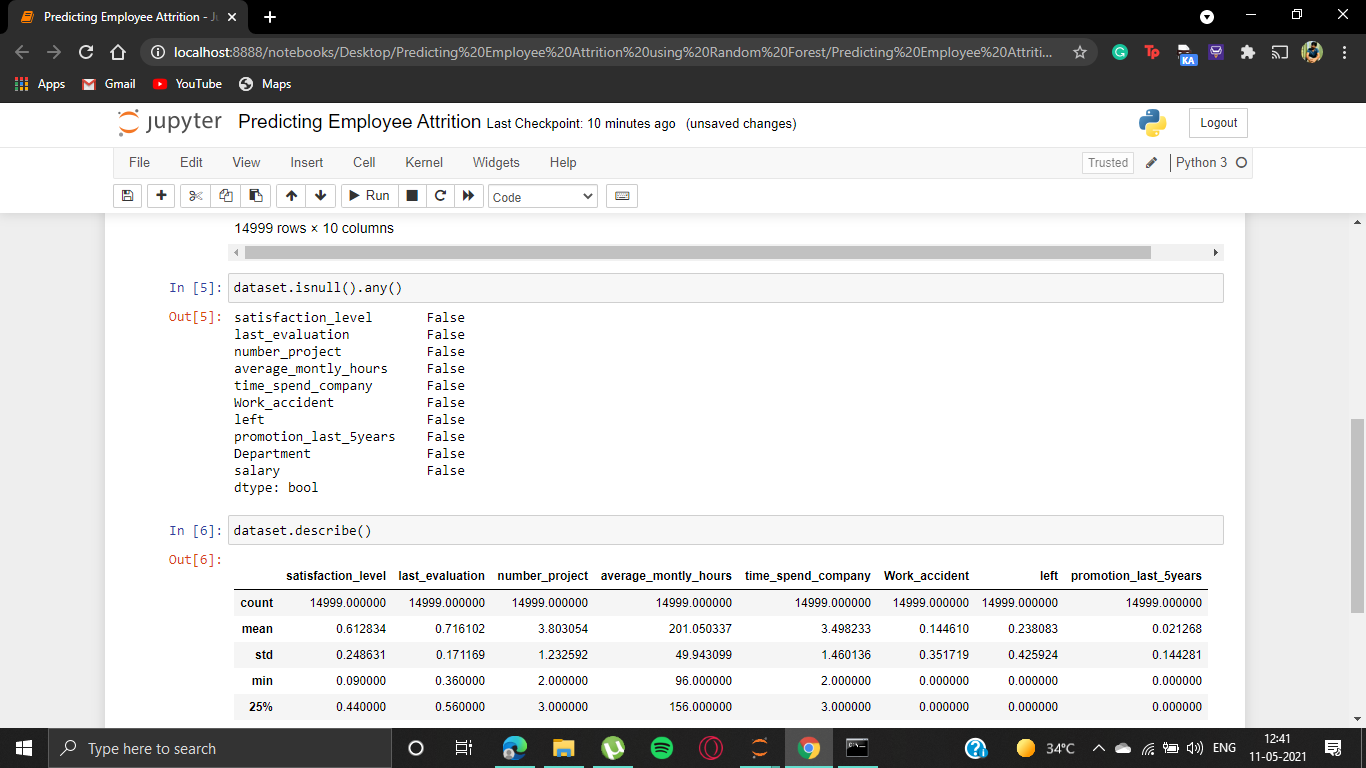 Predicting Employee Attrition - Ju
localhost:8888/notebooks/Desktop/Predicting%20Employee%20Attrition%20using%20Random%20Forest/Predicting%20Employee%20Attriti...
Tp
KA
Apps Gmail YouTube Maps
jupyter Predicting Employee Attrition Last Checkpoint: 10 minutes ago (unsaved changes)
Logout
File Edit View Insert Cell Kernel Widgets Help
Trusted Python 3
Run Code
14999 rows × 10 columns
In [5]: dataset.isnull().any()
Out[5]: satisfaction_level False
last_evaluation False
number_project False
average_montly_hours False
time_spend_company False
Work_accident False
left False
promotion_last_5years False
Department False
salary False
dtype: bool
In [6]: dataset.describe()
Out[6]:
satisfaction_level last_evaluation number_project average_montly_hours time_spend_company Work_accident left promotion_last_5years
count 14999.000000 14999.000000 14999.000000 14999.000000 14999.000000 14999.000000 14999.000000 14999.000000
mean 0.612834 0.716102 3.803054 201.050337 3.498233 0.144610 0.238083 0.021268
std 0.248631 0.171169 1.232592 49.943099 1.460136 0.351719 0.425924 0.144281
min 0.090000 0.360000 2.000000 96.000000 2.000000 0.000000 0.000000 0.000000
25% 0.440000 0.560000 3.000000 156.000000 3.000000 0.000000 0.000000 0.000000
Type here to search
34°C
ENG
12:41
11-05-2021